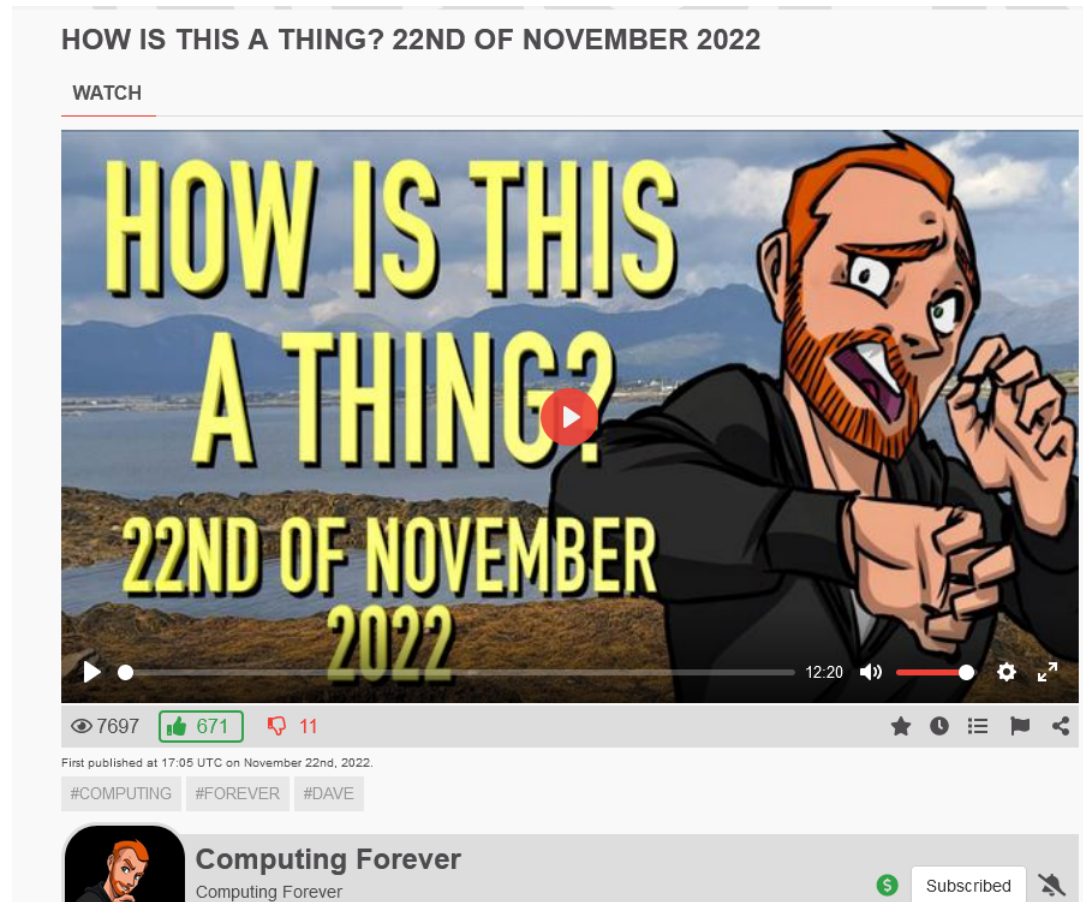 HOW IS THIS A THING? 22ND OF NOVEMBER 2022
WATCH
HOW IS THIS
A THING?
22ND OF NOVEMBER
2022
12:20
7697 671 11
First published at 17:05 UTC on November 22nd, 2022.
#COMPUTING #FOREVER #DAVE
Computing Forever
Computing Forever
$ Subscribed